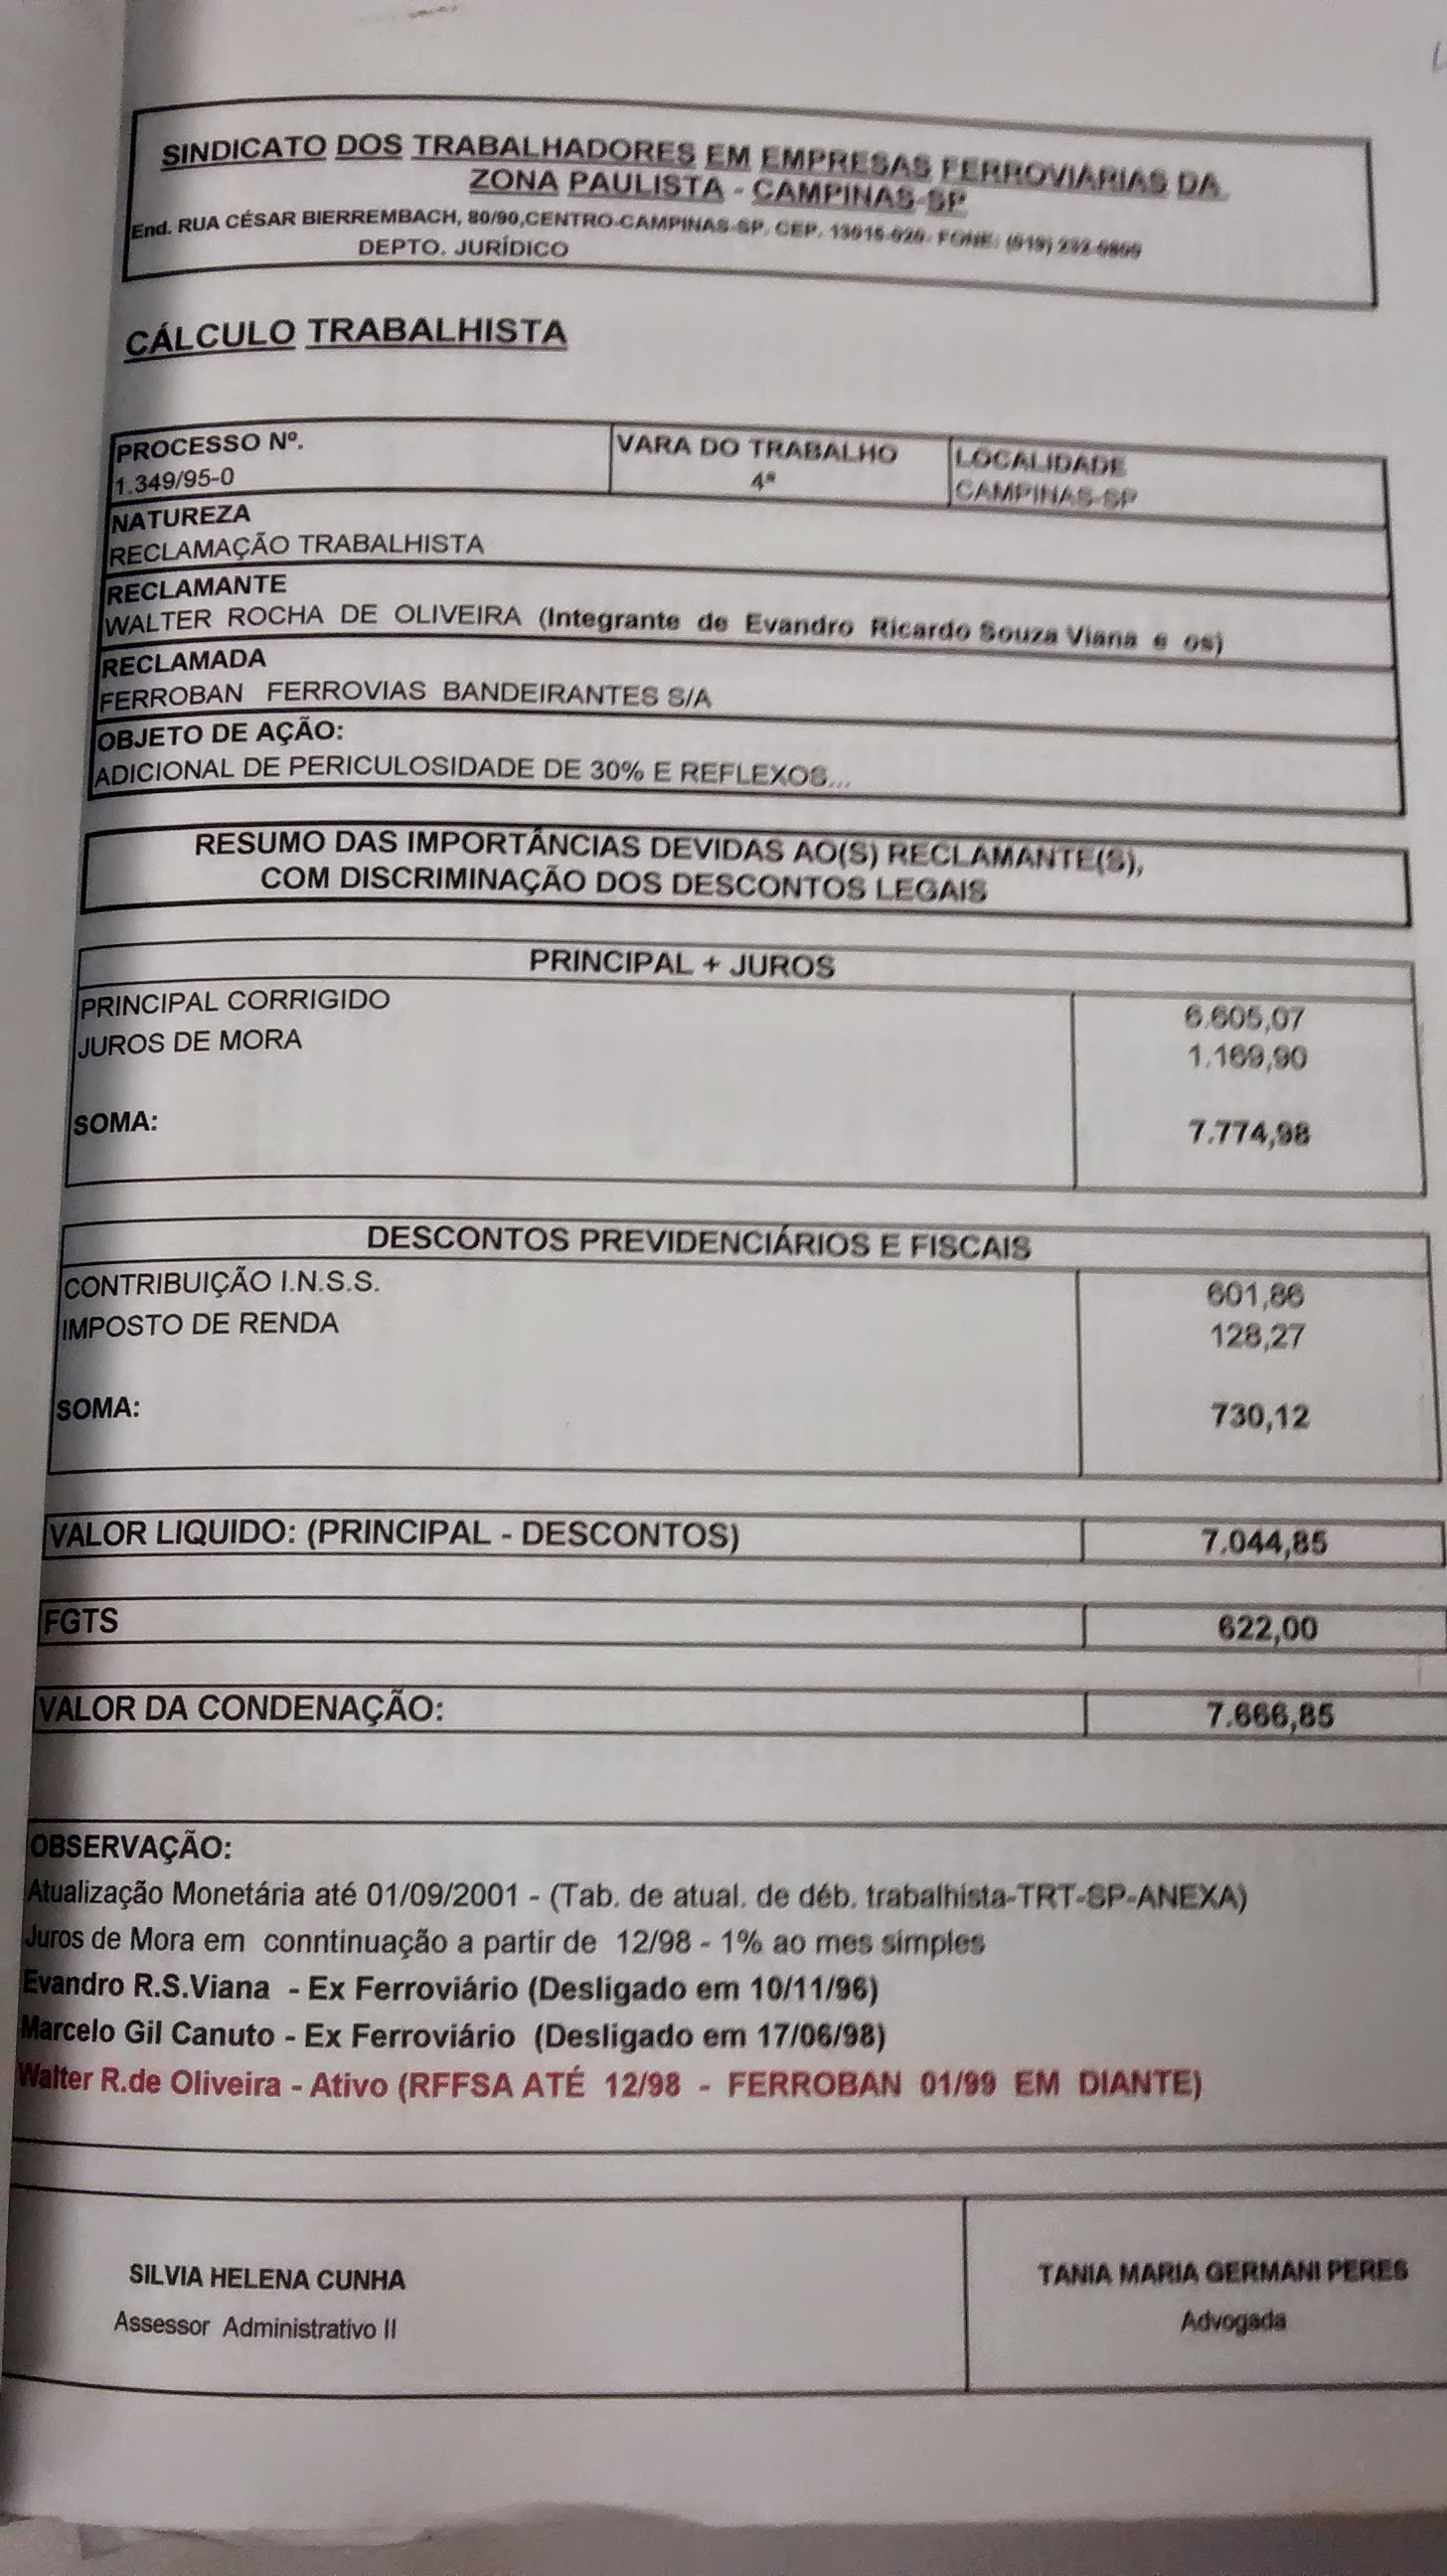 SINDICATO DOS TRABALHADORES EM EMPRESAS FERROVIÁRIAS DA
ZONA PAULISTA - CAMPINAS-SP
End. RUA CÉSAR BIERREMBACH, 80/90,CENTRO-CAMPINAS-SP. CEP. FONE: (019)
DEPTO. JURÍDICO
CÁLCULO TRABALHISTA
PROCESSO Nº. VARA DO TRABALHO LOCALIDADE
1.349/95-0 4ª CAMPINAS-SP
NATUREZA
RECLAMAÇÃO TRABALHISTA
RECLAMANTE
WALTER ROCHA DE OLIVEIRA (Integrante de Evandro Ricardo Souza Viana e os)
RECLAMADA
FERROBAN FERROVIAS BANDEIRANTES S/A
OBJETO DE AÇÃO:
ADICIONAL DE PERICULOSIDADE DE 30% E REFLEXOS...
RESUMO DAS IMPORTÂNCIAS DEVIDAS AO(S) RECLAMANTE(S),
COM DISCRIMINAÇÃO DOS DESCONTOS LEGAIS
PRINCIPAL + JUROS
PRINCIPAL CORRIGIDO 6.605,07
JUROS DE MORA 1.169,90
SOMA: 7.774,98
DESCONTOS PREVIDENCIÁRIOS E FISCAIS
CONTRIBUIÇÃO I.N.S.S. 601,86
IMPOSTO DE RENDA 128,27
SOMA: 730,12
VALOR LIQUIDO: (PRINCIPAL - DESCONTOS) 7.044,85
FGTS 622,00
VALOR DA CONDENAÇÃO: 7.666,85
OBSERVAÇÃO:
Atualização Monetária até 01/09/2001 - (Tab. de atual. de déb. trabalhista-TRT-SP-ANEXA)
Juros de Mora em conntinuação a partir de 12/98 - 1% ao mes simples
Evandro R.S.Viana - Ex Ferroviário (Desligado em 10/11/96)
Marcelo Gil Canuto - Ex Ferroviário (Desligado em 17/06/98)
Walter R.de Oliveira - Ativo (RFFSA ATÉ 12/98 - FERROBAN 01/99 EM DIANTE)
SILVIA HELENA CUNHA TANIA MARIA GERMANI PERES
Assessor Administrativo II Advogada